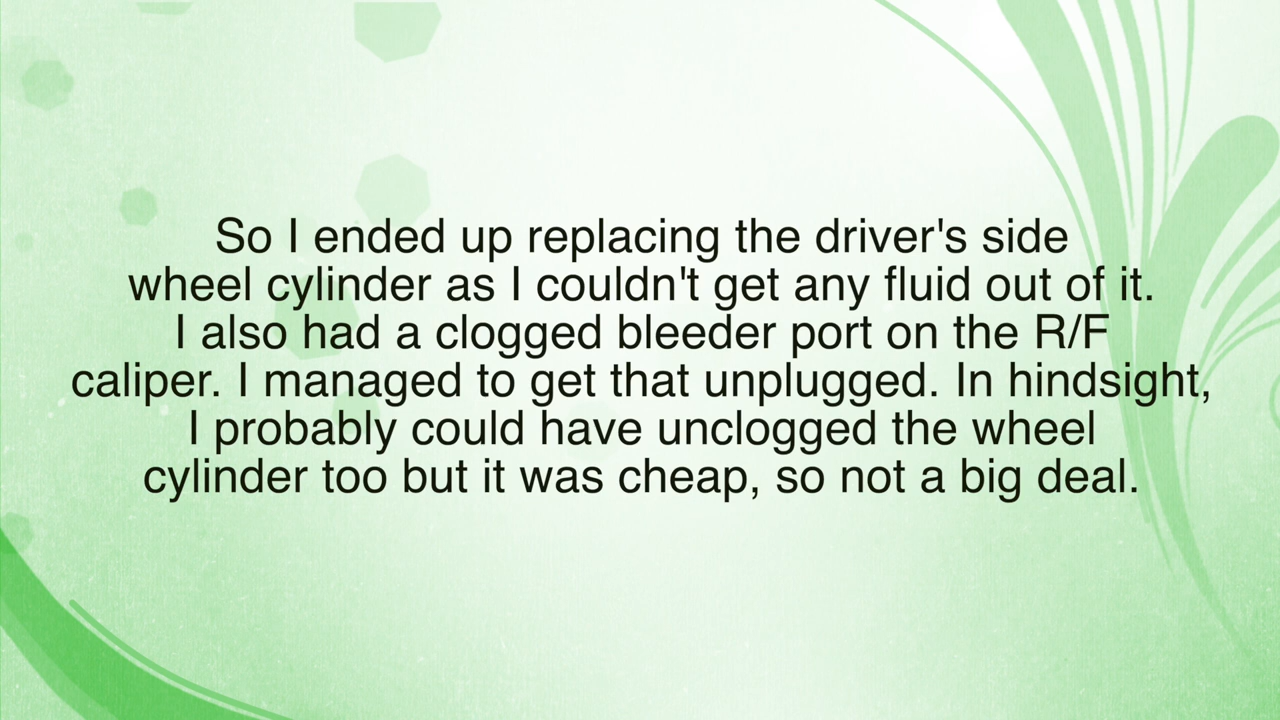 So I ended up replacing the driver's side
wheel cylinder as I couldn't get any fluid out of it.
I also had a clogged bleeder port on the R/F
caliper. I managed to get that unplugged. In hindsight,
I probably could have unclogged the wheel
cylinder too but it was cheap, so not a big deal.